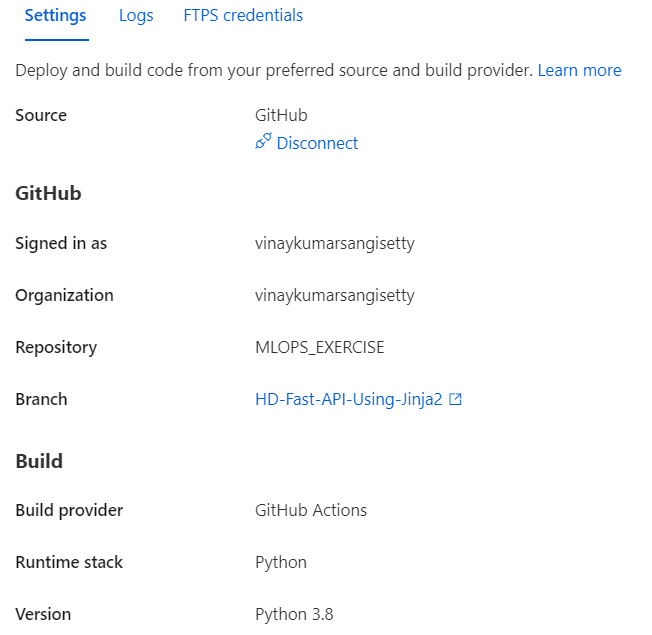 Settings Logs FTPS credentials
Deploy and build code from your preferred source and build provider. Learn more
Source GitHub
Disconnect
GitHub
Signed in as vinaykumarsangisetty
Organization vinaykumarsangisetty
Repository MLOPS_EXERCISE
Branch HD-Fast-API-Using-Jinja2
Build
Build provider GitHub Actions
Runtime stack Python
Version Python 3.8